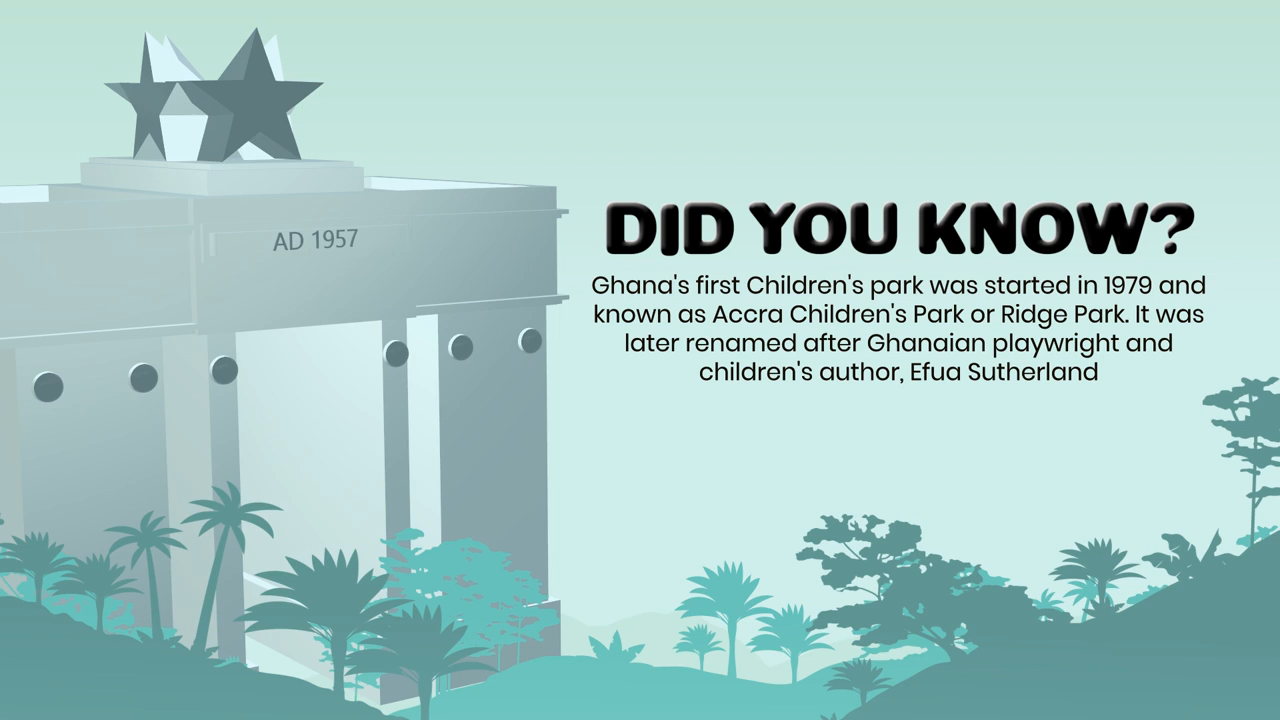 AD 1957
DID YOU KNOW?
Ghana's first Children's park was started in 1979 and
known as Accra Children's Park or Ridge Park. It was
later renamed after Ghanaian playwright and
children's author, Efua Sutherland